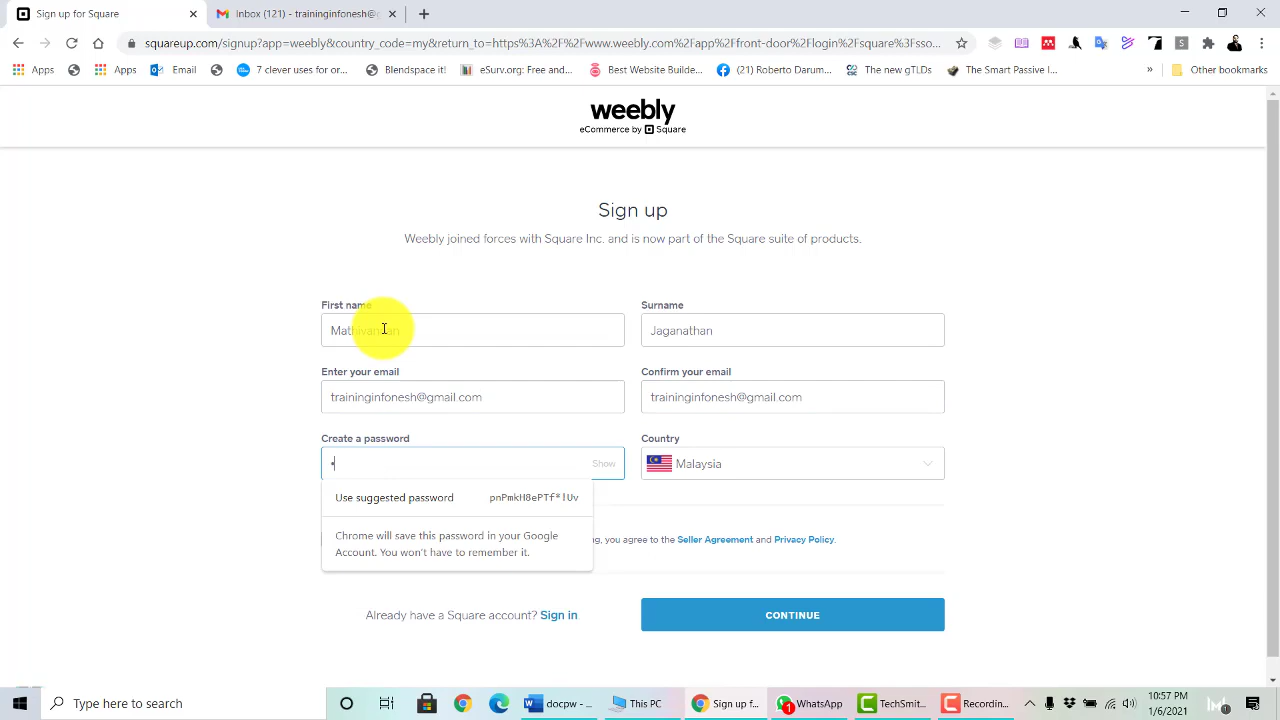 Sign up for Square
Inbox (121) - traininginfonesh@g
squareup.com/signup?app=weebly&country_code=my&return_to=https%3A%2F%2Fwww.weebly.com%2Fapp%2Ffront-door%2Fsquare%2F%3Fsso...
Apps
Apps
Email
7 clever uses for or...
Blendspace it!
eSurv.org: Free and...
Best Website Builde...
(21) Roberto Darum...
The new gTLDs
The Smart Passive I...
»
Other bookmarks
weebly
eCommerce by Square
Sign up
Weebly joined forces with Square Inc. and is now part of the Square suite of products.
First name
Surname
Mathivannan
Jaganathan
Enter your email
Confirm your email
traininginfonesh@gmail.com
traininginfonesh@gmail.com
Create a password
Country
•
Show
Malaysia
Use suggested password
pnPmkH8ePTf*!Uv
Chrome will save this password in your Google
Account. You won't have to remember it.
ng, you agree to the Seller Agreement and Privacy Policy.
Already have a Square account? Sign in
CONTINUE
Type here to search
docpw - ...
This PC
Sign up f...
1
WhatsApp
TechSmit...
Recordin...
10:57 PM
1/6/2021